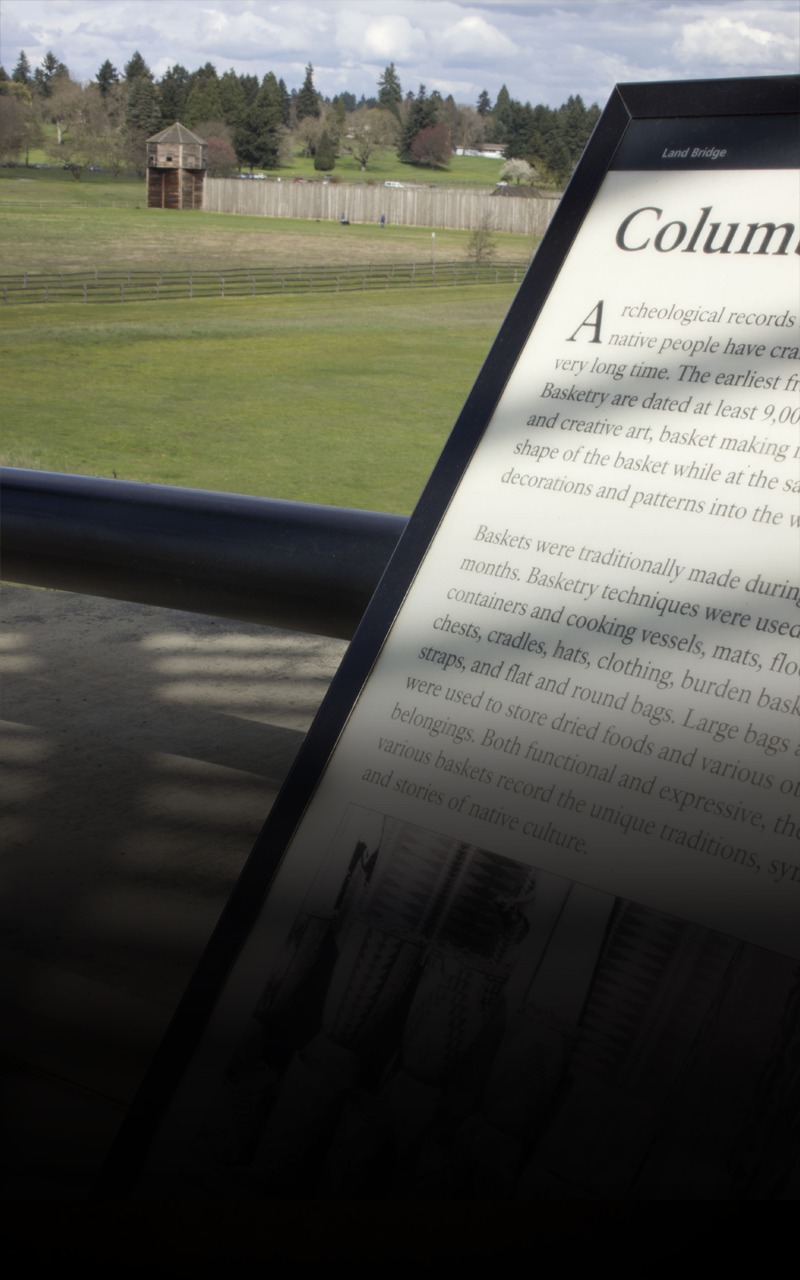 Land Bridge
Colum
Archeological records
native people have cra
very long time. The earliest fr
Basketry are dated at least 9,00
and creative art, basket making
shape of the basket while at the sa
decorations and patterns into the w
Baskets were traditionally made during
months. Basketry techniques were used
containers and cooking vessels, mats, floo
chests, cradles, hats, clothing, burden bask
straps, and flat and round bags. Large bags a
were used to store dried foods and various ot
belongings. Both functional and expressive, the
various baskets record the unique traditions, sym
and stories of native culture.